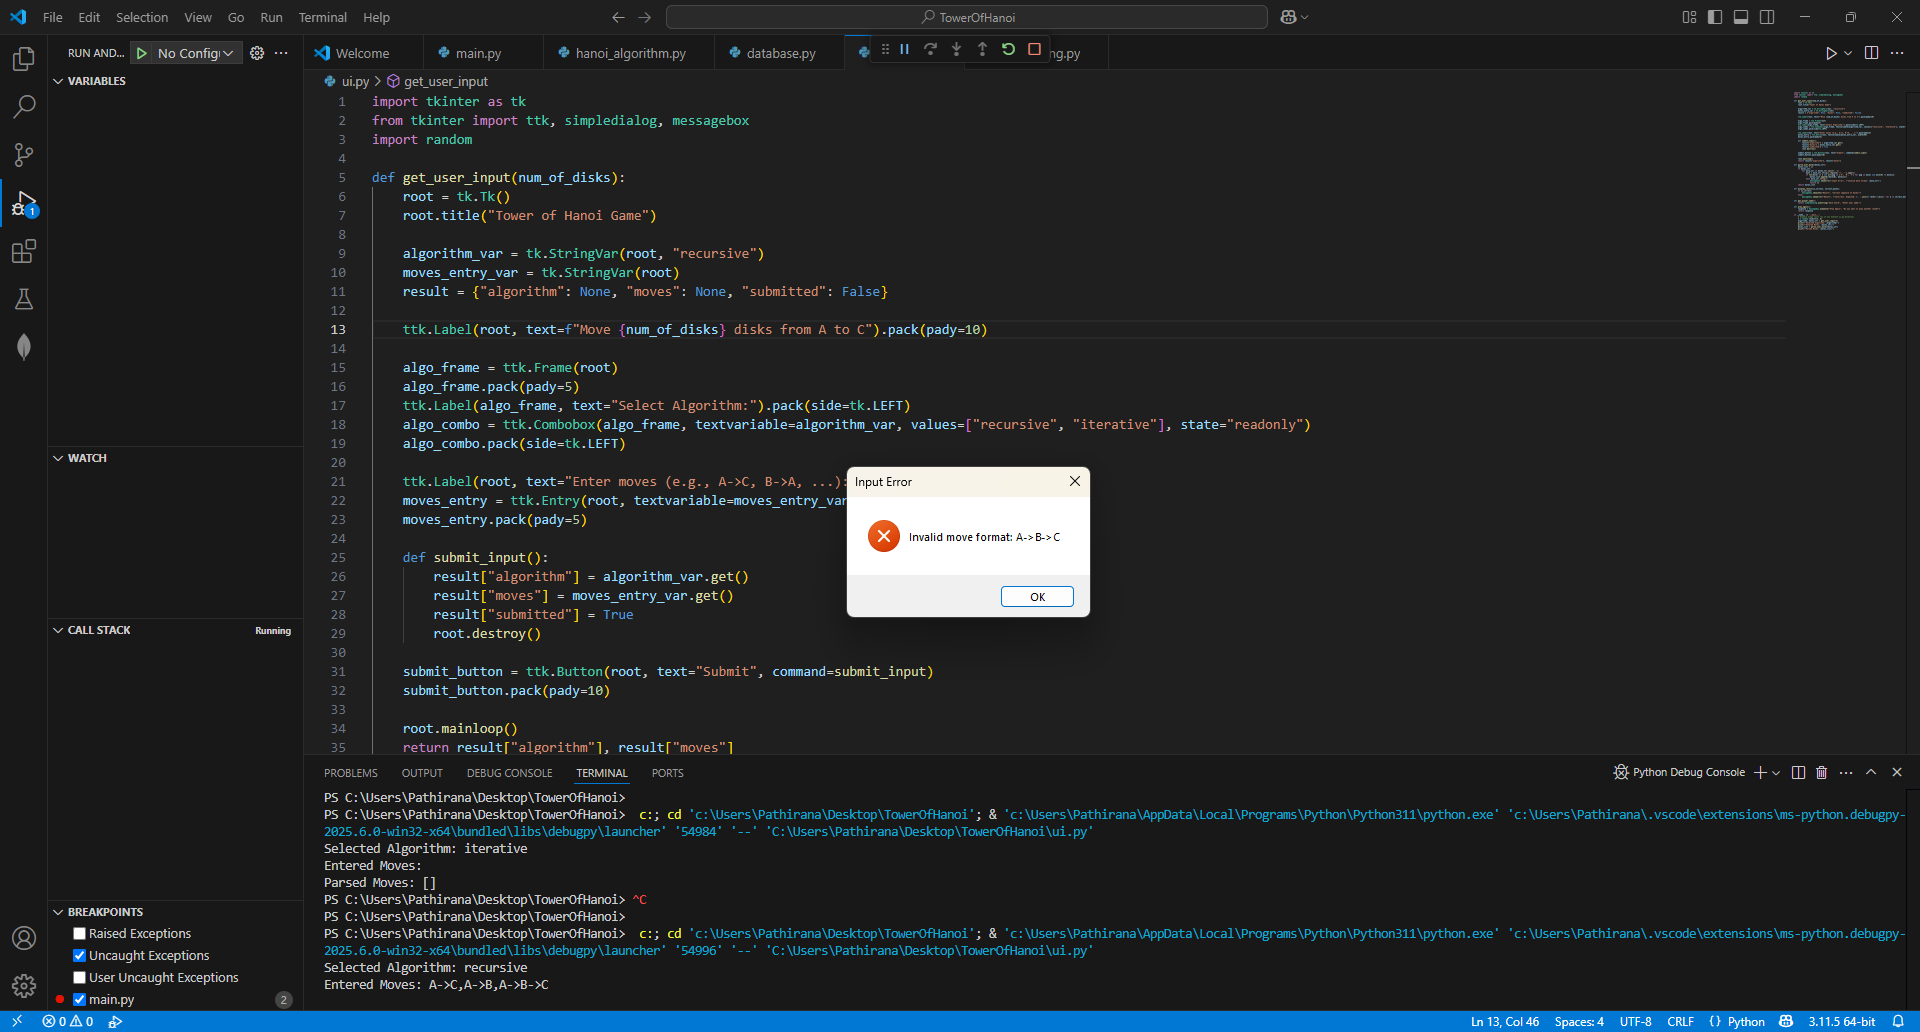 File Edit Selection View Go Run Terminal Help
TowerOfHanoi
RUN AND... No Config
Welcome main.py hanoi_algorithm.py database.py ng.py
VARIABLES
ui.py > get_user_input
1 import tkinter as tk
2 from tkinter import ttk, simpledialog, messagebox
3 import random
4
5 def get_user_input(num_of_disks):
6 root = tk.Tk()
7 root.title("Tower of Hanoi Game")
8
9 algorithm_var = tk.StringVar(root, "recursive")
10 moves_entry_var = tk.StringVar(root)
11 result = {"algorithm": None, "moves": None, "submitted": False}
12
13 ttk.Label(root, text=f"Move {num_of_disks} disks from A to C").pack(pady=10)
14
15 algo_frame = ttk.Frame(root)
16 algo_frame.pack(pady=5)
17 ttk.Label(algo_frame, text="Select Algorithm:").pack(side=tk.LEFT)
18 algo_combo = ttk.Combobox(algo_frame, textvariable=algorithm_var, values=["recursive", "iterative"], state="readonly")
19 algo_combo.pack(side=tk.LEFT)
20
21 ttk.Label(root, text="Enter moves (e.g., A->C, B->A, ...):
22 moves_entry = ttk.Entry(root, textvariable=moves_entry_var
23 moves_entry.pack(pady=5)
24
25 def submit_input():
26 result["algorithm"] = algorithm_var.get()
27 result["moves"] = moves_entry_var.get()
28 result["submitted"] = True
29 root.destroy()
30
31 submit_button = ttk.Button(root, text="Submit", command=submit_input)
32 submit_button.pack(pady=10)
33
34 root.mainloop()
35 return result["algorithm"], result["moves"]
Input Error
Invalid move format: A->B->C
OK
WATCH
CALL STACK Running
BREAKPOINTS
Raised Exceptions
Uncaught Exceptions
User Uncaught Exceptions
main.py 2
1
PROBLEMS OUTPUT DEBUG CONSOLE TERMINAL PORTS
Python Debug Console
PS C:\Users\Pathirana\Desktop\TowerOfHanoi>
PS C:\Users\Pathirana\Desktop\TowerOfHanoi> c:; cd 'c:\Users\Pathirana\Desktop\TowerOfHanoi'; & 'c:\Users\Pathirana\AppData\Local\Programs\Python\Python311\python.exe' 'c:\Users\Pathirana\.vscode\extensions\ms-python.debugpy-
2025.6.0-win32-x64\bundled\libs\debugpy\launcher' '54984' '--' 'C:\Users\Pathirana\Desktop\TowerOfHanoi\ui.py'
Selected Algorithm: iterative
Entered Moves:
Parsed Moves: []
PS C:\Users\Pathirana\Desktop\TowerOfHanoi> ^C
PS C:\Users\Pathirana\Desktop\TowerOfHanoi>
PS C:\Users\Pathirana\Desktop\TowerOfHanoi> c:; cd 'c:\Users\Pathirana\Desktop\TowerOfHanoi'; & 'c:\Users\Pathirana\AppData\Local\Programs\Python\Python311\python.exe' 'c:\Users\Pathirana\.vscode\extensions\ms-python.debugpy-
2025.6.0-win32-x64\bundled\libs\debugpy\launcher' '54996' '--' 'C:\Users\Pathirana\Desktop\TowerOfHanoi\ui.py'
Selected Algorithm: recursive
Entered Moves: A->C,A->B,A->B->C
0 0
Ln 13, Col 46 Spaces: 4 UTF-8 CRLF {} Python 3.11.5 64-bit